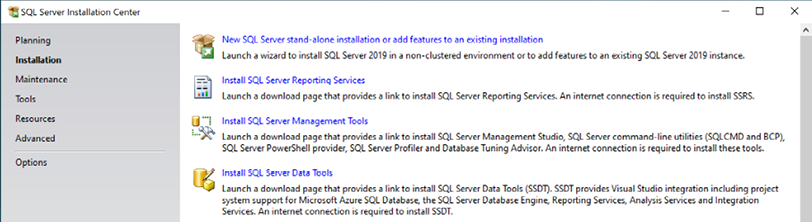 SQL Server Installation Center
Planning
Installation
Maintenance
Tools
Resources
Advanced
Options
New SQL Server stand-alone installation or add features to an existing installation
Launch a wizard to install SQL Server 2019 in a non-clustered environment or to add features to an existing SQL Server 2019 instance.
Install SQL Server Reporting Services
Launch a download page that provides a link to install SQL Server Reporting Services. An internet connection is required to install SSRS.
Install SQL Server Management Tools
Launch a download page that provides a link to install SQL Server Management Studio, SQL Server command-line utilities (SQLCMD and BCP),
SQL Server PowerShell provider, SQL Server Profiler and Database Tuning Advisor. An internet connection is required to install these tools.
Install SQL Server Data Tools
Launch a download page that provides a link to install SQL Server Data Tools (SSDT). SSDT provides Visual Studio integration including project
system support for Microsoft Azure SQL Database, the SQL Server Database Engine, Reporting Services, Analysis Services and Integration
Services. An internet connection is required to install SSDT.